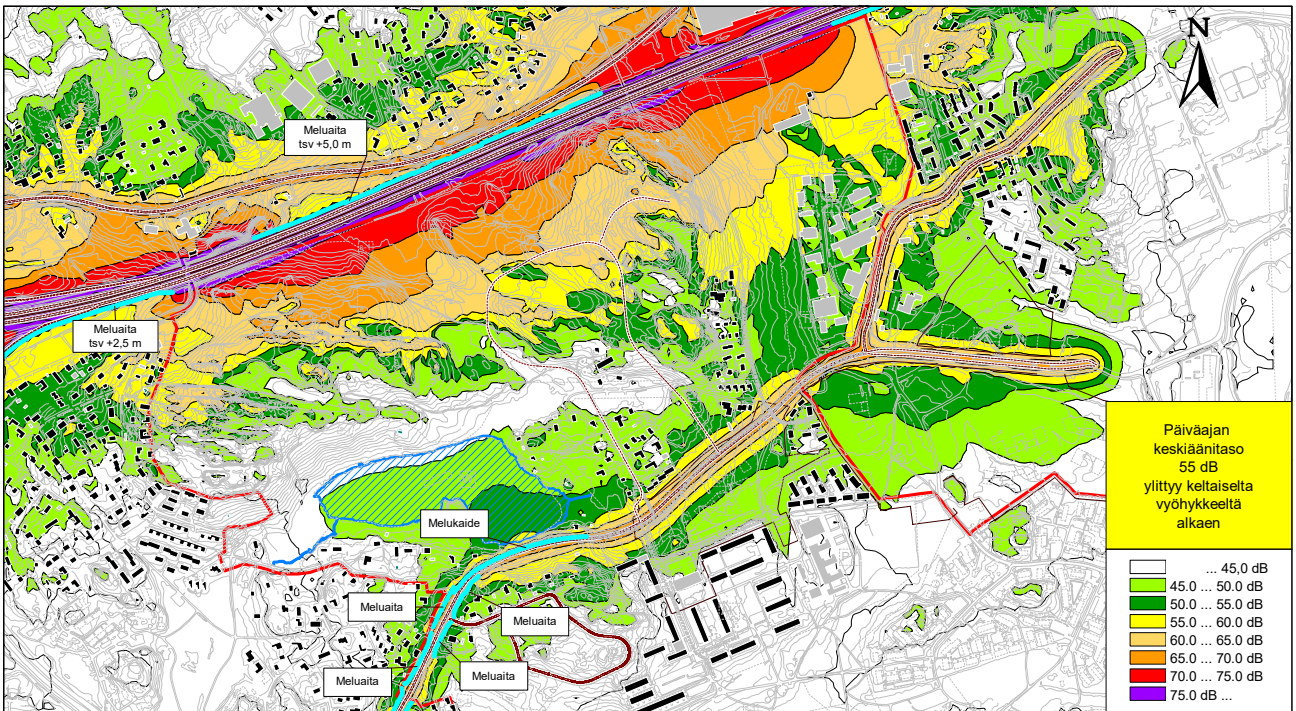 N
Meluaita
tsv +5,0 m
Meluaita
tsv +2,5 m
Melukaide
Meluaita
Meluaita
Meluaita
Meluaita
Päiväajan
keskiäänitaso
55 dB
ylittyy keltaiselta
vyöhykkeeltä
alkaen
... 45,0 dB
45.0 ... 50.0 dB
50.0 ... 55.0 dB
55.0 ... 60.0 dB
60.0 ... 65.0 dB
65.0 ... 70.0 dB
70.0 ... 75.0 dB
75.0 dB ...